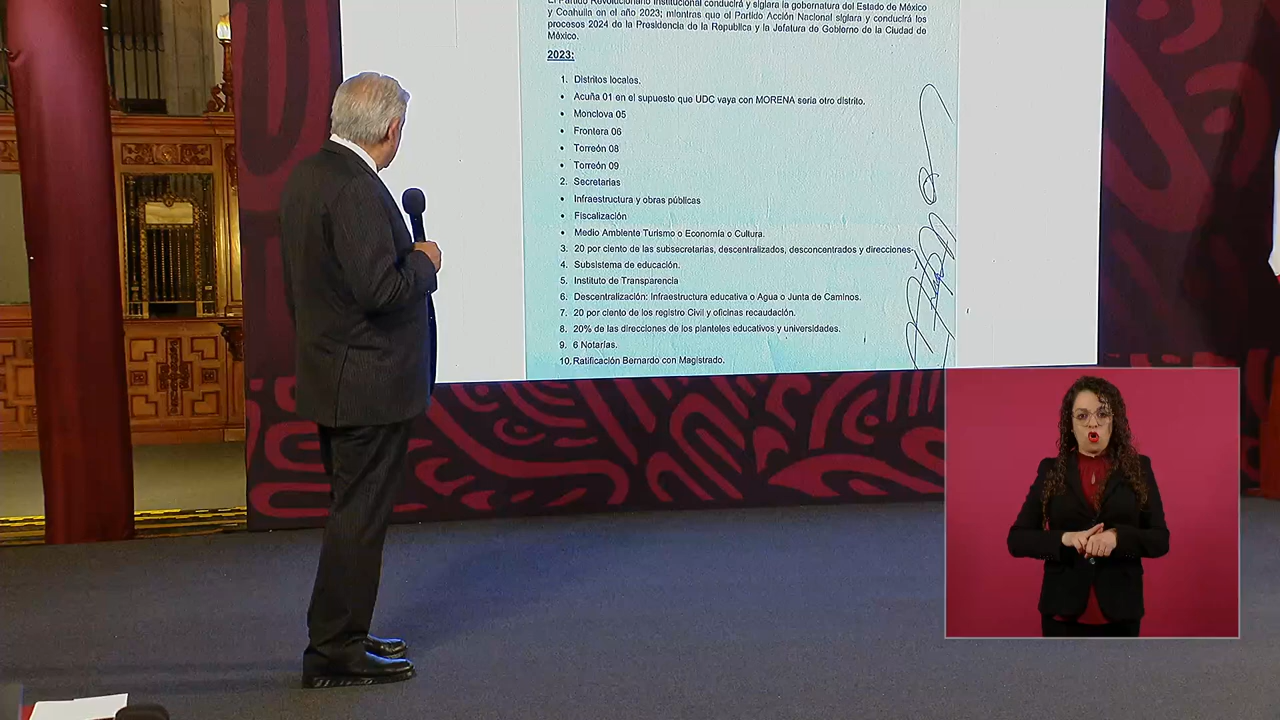 El Partido Revolucionario Institucional conducirá y siglara la gobernatura del Estado de México
y Coahuila en el año 2023; mientras que el Partido Acción Nacional siglara y conducirá los
procesos 2024 de la Presidencia de la Republica y la Jefatura de Gobierno de la Ciudad de
México.
2023:
1. Distritos locales.
• Acuña 01 en el supuesto que UDC vaya con MORENA seria otro distrito.
• Monclova 05
• Frontera 06
• Torreón 08
• Torreón 09
2. Secretarias
• Infraestructura y obras públicas
• Fiscalización
• Medio Ambiente Turismo o Economía o Cultura.
3. 20 por ciento de las subsecretarías, descentralizados, desconcentrados y direcciones
4. Subsistema de educación.
5. Instituto de Transparencia
6. Descentralización: Infraestructura educativa o Agua o Junta de Caminos.
7. 20 por ciento de los registro Civil y oficinas recaudación.
8. 20% de las direcciones de los planteles educativos y universidades.
9. 6 Notarías.
10. Ratificación Bernardo con Magistrado.